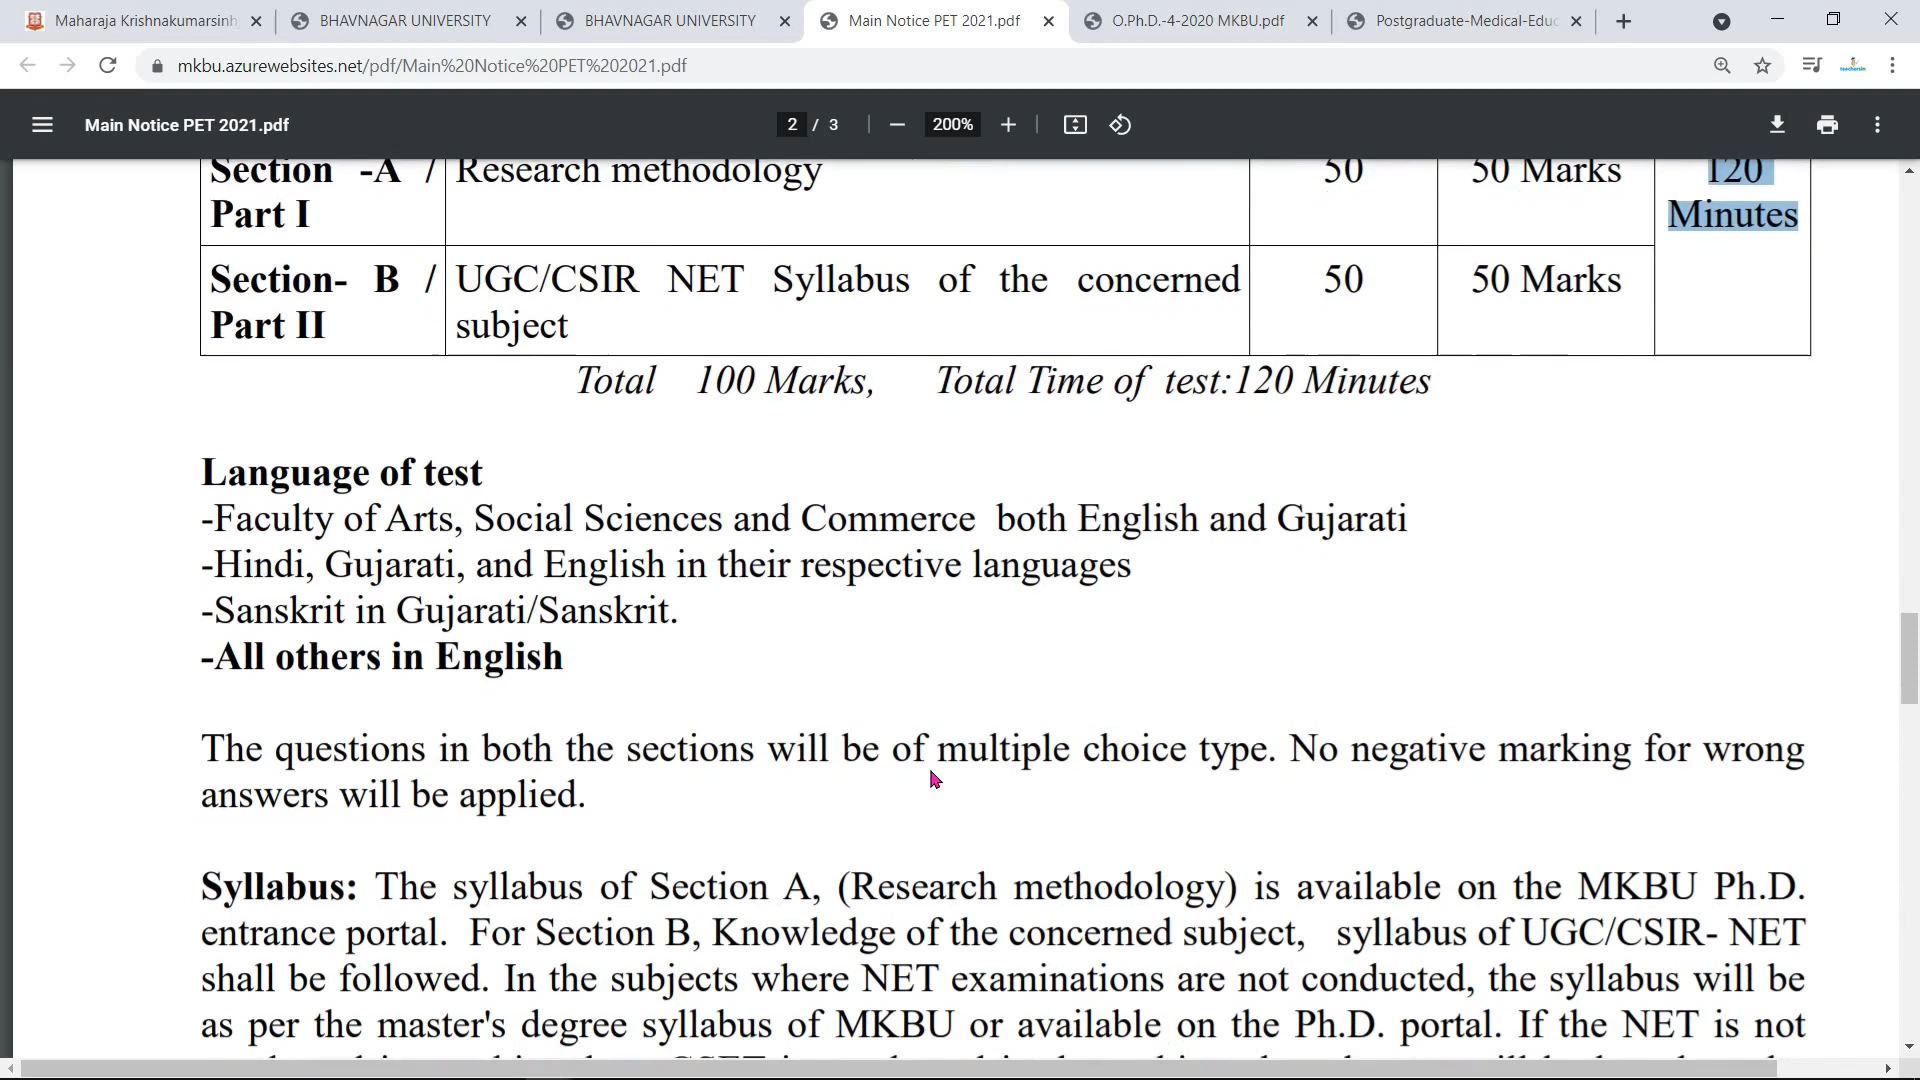 Maharaja Krishnakumarsinh
BHAVNAGAR UNIVERSITY
BHAVNAGAR UNIVERSITY
Main Notice PET 2021.pdf
O.Ph.D.-4-2020 MKBU.pdf
Postgraduate-Medical-Educ
mkbu.azurewebsites.net/pdf/Main%20Notice%20PET%202021.pdf
Main Notice PET 2021.pdf
2 / 3
200%
Section -A / Part I
Research methodology
50
50 Marks
120
Minutes
Section- B / Part II
UGC/CSIR NET Syllabus of the concerned
subject
50
50 Marks
Total 100 Marks, Total Time of test:120 Minutes
Language of test
-Faculty of Arts, Social Sciences and Commerce both English and Gujarati
-Hindi, Gujarati, and English in their respective languages
-Sanskrit in Gujarati/Sanskrit.
-All others in English
The questions in both the sections will be of multiple choice type. No negative marking for wrong
answers will be applied.
Syllabus: The syllabus of Section A, (Research methodology) is available on the MKBU Ph.D.
entrance portal. For Section B, Knowledge of the concerned subject, syllabus of UGC/CSIR- NET
shall be followed. In the subjects where NET examinations are not conducted, the syllabus will be
as per the master's degree syllabus of MKBU or available on the Ph.D. portal. If the NET is not